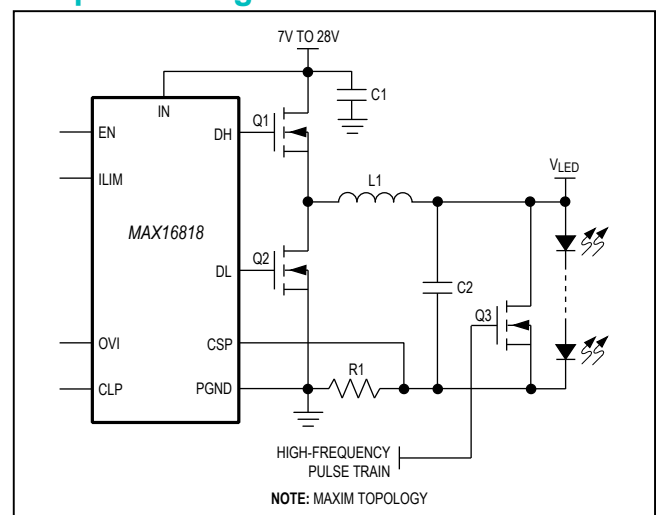 7V TO 28V
C1
IN
Q1
EN
DH
VLED
ILIM
L1
MAX16818
Q2
DL
C2
Q3
OVI
CSP
R1
CLP
PGND
HIGH-FREQUENCY
PULSE TRAIN
NOTE: MAXIM TOPOLOGY